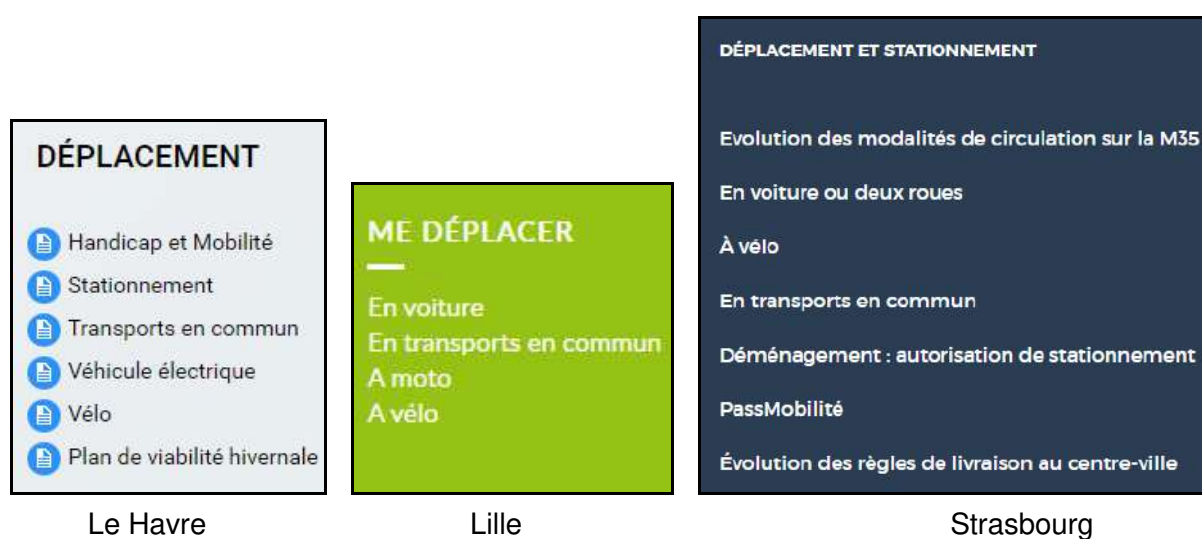 DÉPLACEMENT
Handicap et Mobilité
Stationnement
Transports en commun
Véhicule électrique
Vélo
Plan de viabilité hivernale
Le Havre
ME DÉPLACER
En voiture
En transports en commun
A moto
A vélo
Lille
DÉPLACEMENT ET STATIONNEMENT
Evolution des modalités de circulation sur la M35
En voiture ou deux roues
À vélo
En transports en commun
Déménagement : autorisation de stationnement
PassMobilité
Évolution des règles de livraison au centre-ville
Strasbourg